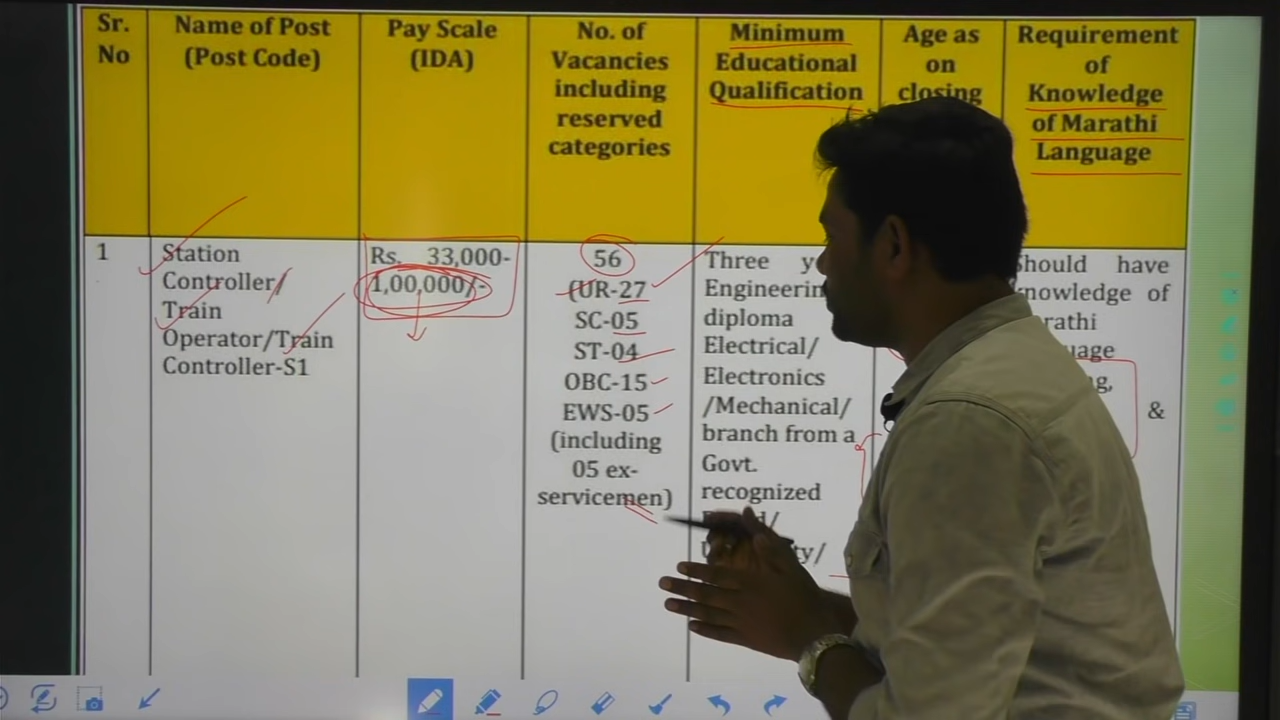 Sr.
No
Name of Post
(Post Code)
Pay Scale
(IDA)
No. of
Vacancies
including
reserved
categories
Minimum
Educational
Qualification
Age as
on
closing
Requirement
of
Knowledge
of Marathi
Language
1
Station
Controller/
Train
Operator/Train
Controller-S1
Rs. 33,000-
1,00,000/-
56
(UR-27
SC-05
ST-04
OBC-15
EWS-05
(including
05 ex-
servicemen)
Three
Engineerin
diploma
Electrical/
Electronics
/Mechanical/
branch from a
Govt.
recognized
Should have
knowledge of
&